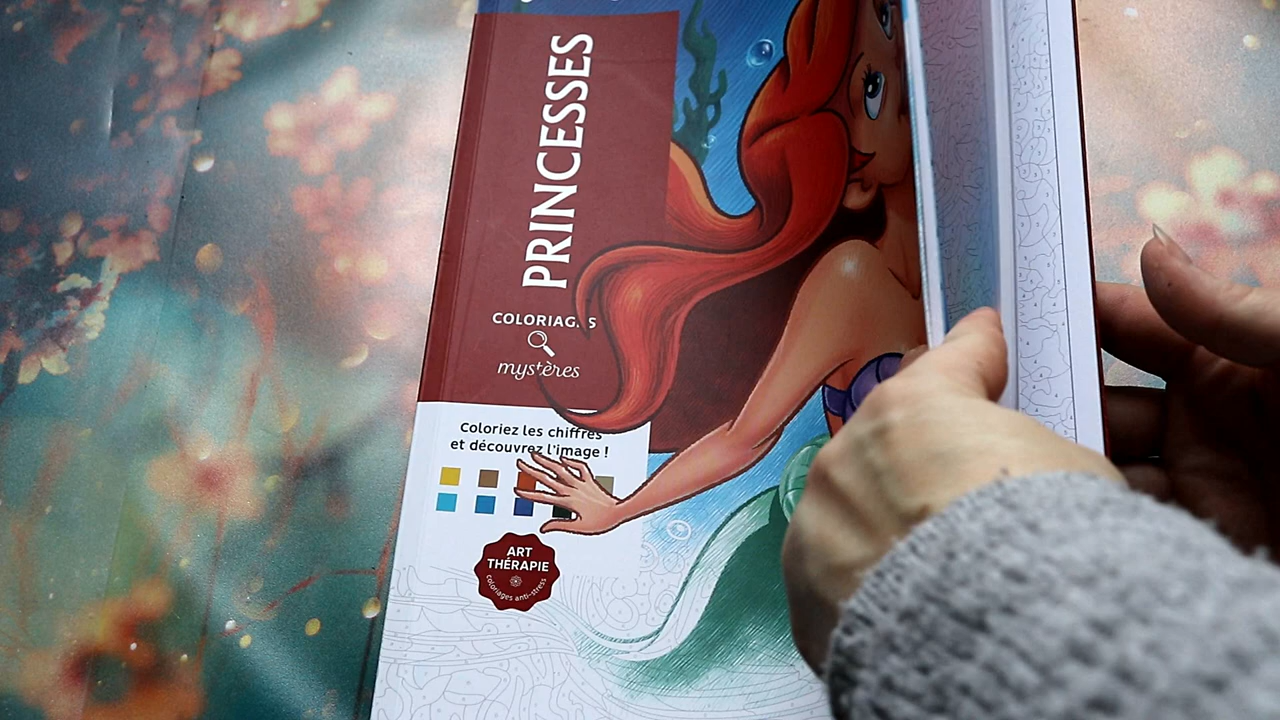 PRINCESSES
COLORIAGES
mystères
Coloriez les chiffres
et découvrez l'image !
ART
THÉRAPIE
coloriages anti-stress